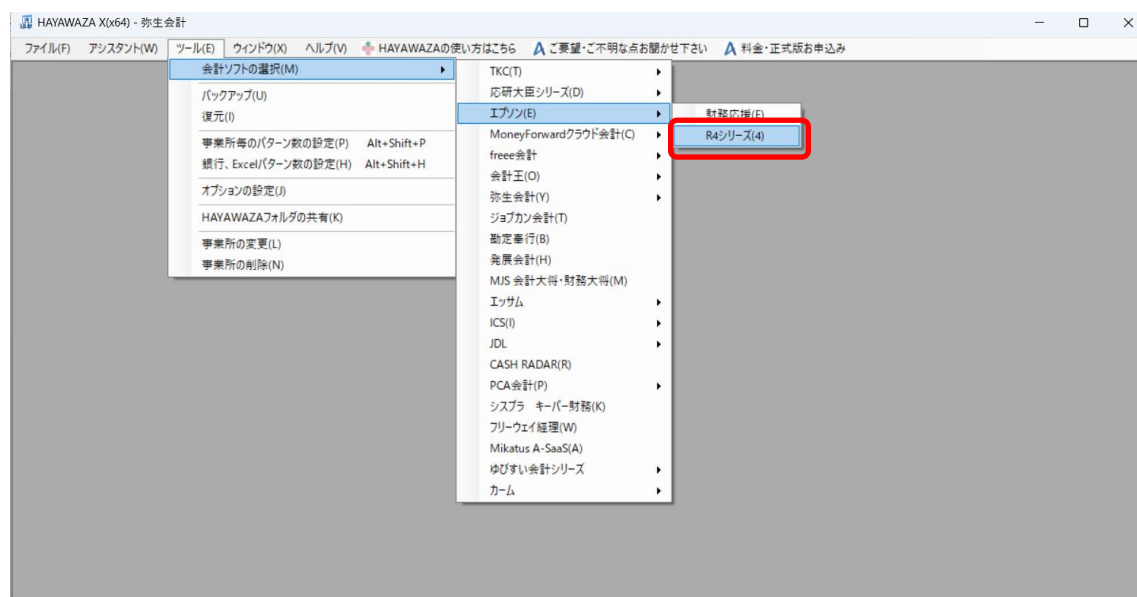 HAYAWAZA X(x64) - 弥生会計
ファイル(F) アシスタント(W) ツール(E) ウィンドウ(X) ヘルプ(V) HAYAWAZAの使い方はこちら ご要望・ご不明な点お聞かせ下さい 料金・正式版お申込み
会計ソフトの選択(M)
バックアップ(U)
復元(I)
事業所毎のパターン数の設定(P) Alt+Shift+P
銀行、Excelパターン数の設定(H) Alt+Shift+H
オプションの設定(J)
HAYAWAZAフォルダの共有(K)
事業所の変更(L)
事業所の削除(N)
TKC(T)
応研大臣シリーズ(D)
エプソン(E)
MoneyForwardクラウド会計(C)
freee会計
会計王(O)
弥生会計(Y)
ジョブカン会計(T)
勘定奉行(B)
発展会計(H)
MJS 会計大将・財務大将(M)
エッサム
ICS(I)
JDL
CASH RADAR(R)
PCA会計(P)
シスプラ キーパー財務(K)
フリーウェイ経理(W)
Mikatus A-SaaS(A)
ゆびすい会計シリーズ
カーム
財務応援(F)
R4シリーズ(4)